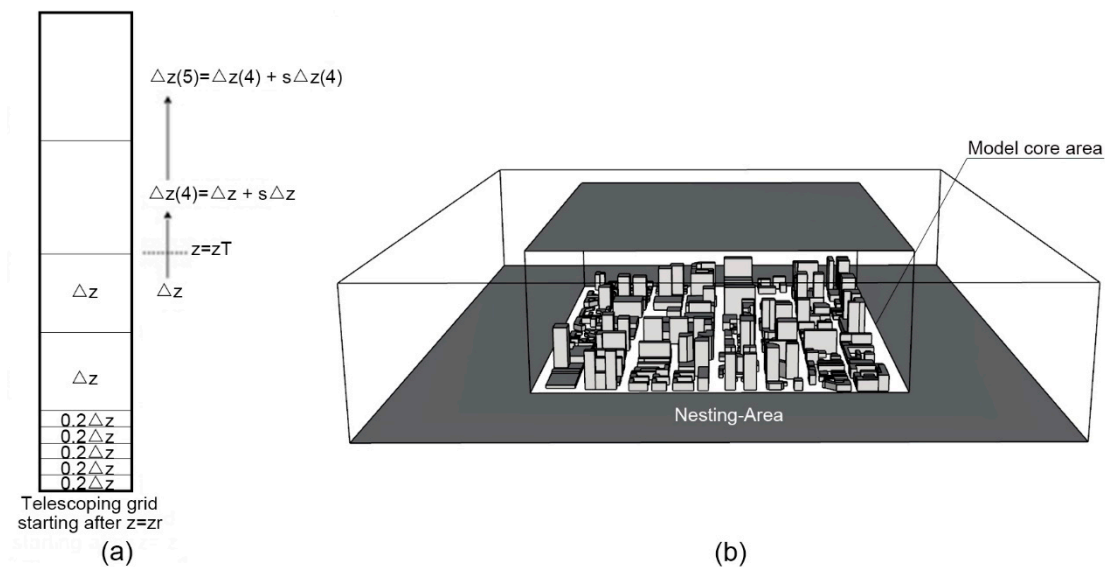 △z(5)=△z(4) + s△z(4)
△z(4)=△z + s△z
z=zT
△z
△z
△z
0.2△z
0.2△z
0.2△z
0.2△z
0.2△z
Telescoping grid
starting after z=zr
(a)
Model core area
Nesting-Area
(b)